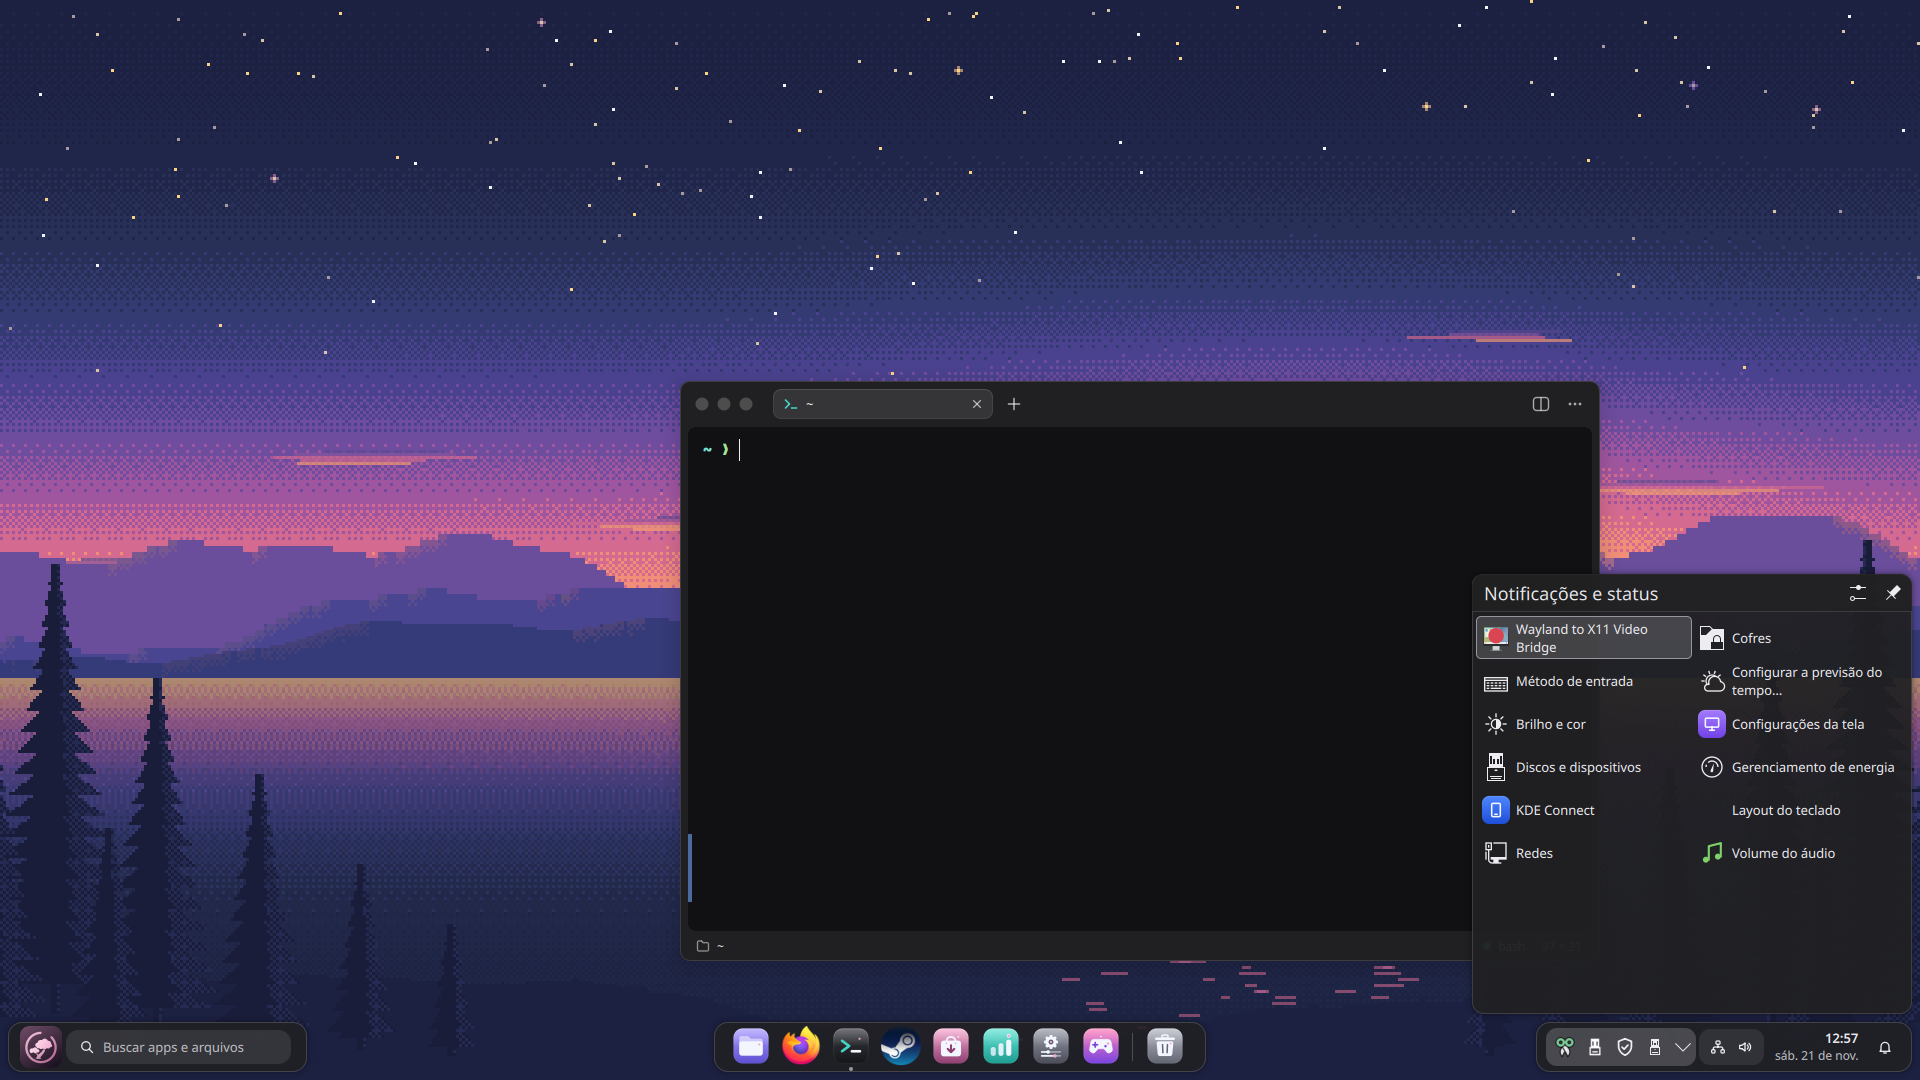 ~
~ ❯
~
Notificações e status
Wayland to X11 Video
Bridge
Cofres
Método de entrada
Configurar a previsão do
tempo...
Brilho e cor
Configurações da tela
Discos e dispositivos
Gerenciamento de energia
KDE Connect
Layout do teclado
Redes
Volume do áudio
Buscar apps e arquivos
12:57
sáb. 21 de nov.